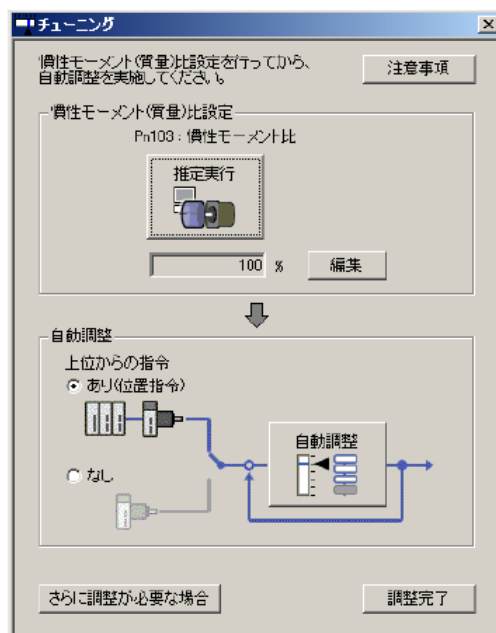 チューニング
慣性モーメント(質量)比設定を行ってから、
自動調整を実施してください。
注意事項
慣性モーメント(質量)比設定
Pn103 : 慣性モーメント比
推定実行
100 %
編集
自動調整
上位からの指令
あり(位置指令)
自動調整
なし
さらに調整が必要な場合
調整完了